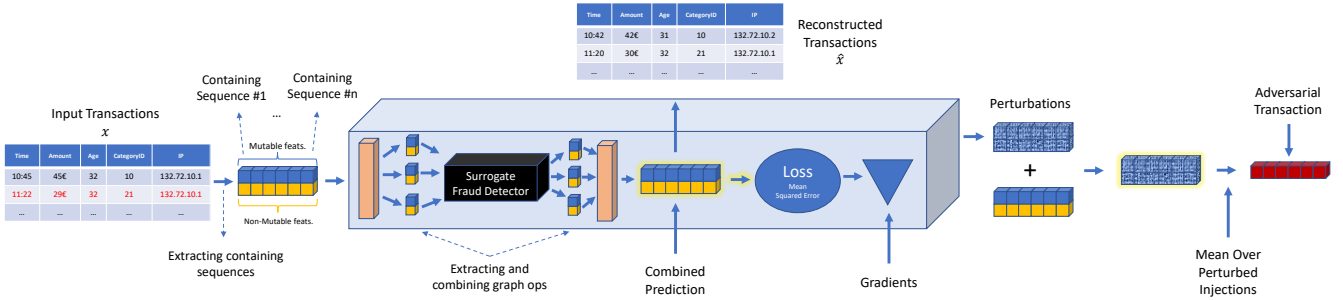 Time Amount Age CategoryID IP
10:42 42€ 31 10 132.72.10.2
11:20 30€ 32 21 132.72.10.1
... ... ... ... ...
Reconstructed
Transactions
x̂
Containing
Sequence #1
...
Containing
Sequence #n
Input Transactions
x
Time Amount Age CategoryID IP
10:45 45€ 32 10 132.72.10.1
11:22 29€ 32 21 132.72.10.1
... ... ... ... ...
Mutable feats.
Non-Mutable feats.
Extracting containing
sequences
Surrogate
Fraud Detector
Extracting and
combining graph ops
Combined
Prediction
Loss
Mean
Squared Error
Gradients
Perturbations
+
Adversarial
Transaction
Mean Over
Perturbed
Injections